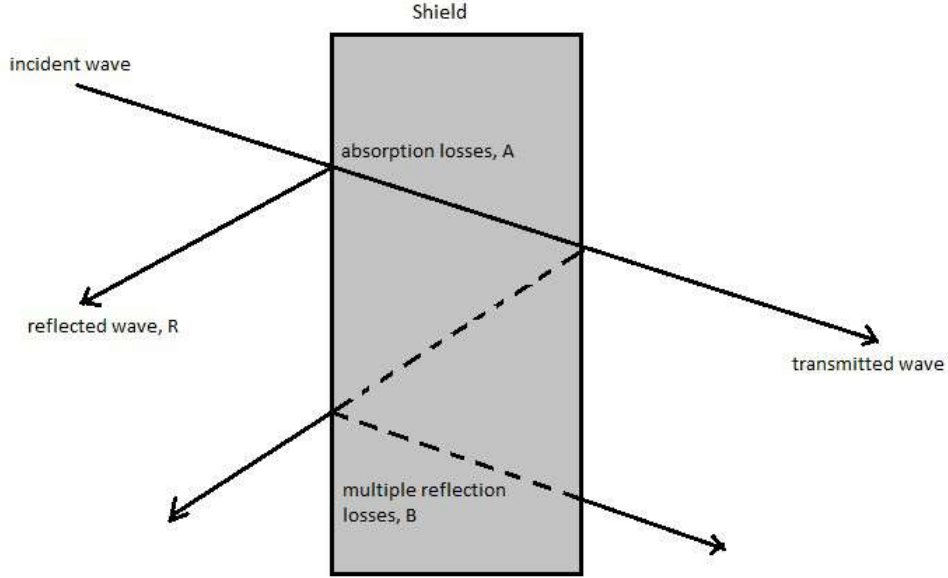 Shield
incident wave
absorption losses, A
reflected wave, R
transmitted wave
multiple reflection
losses, B